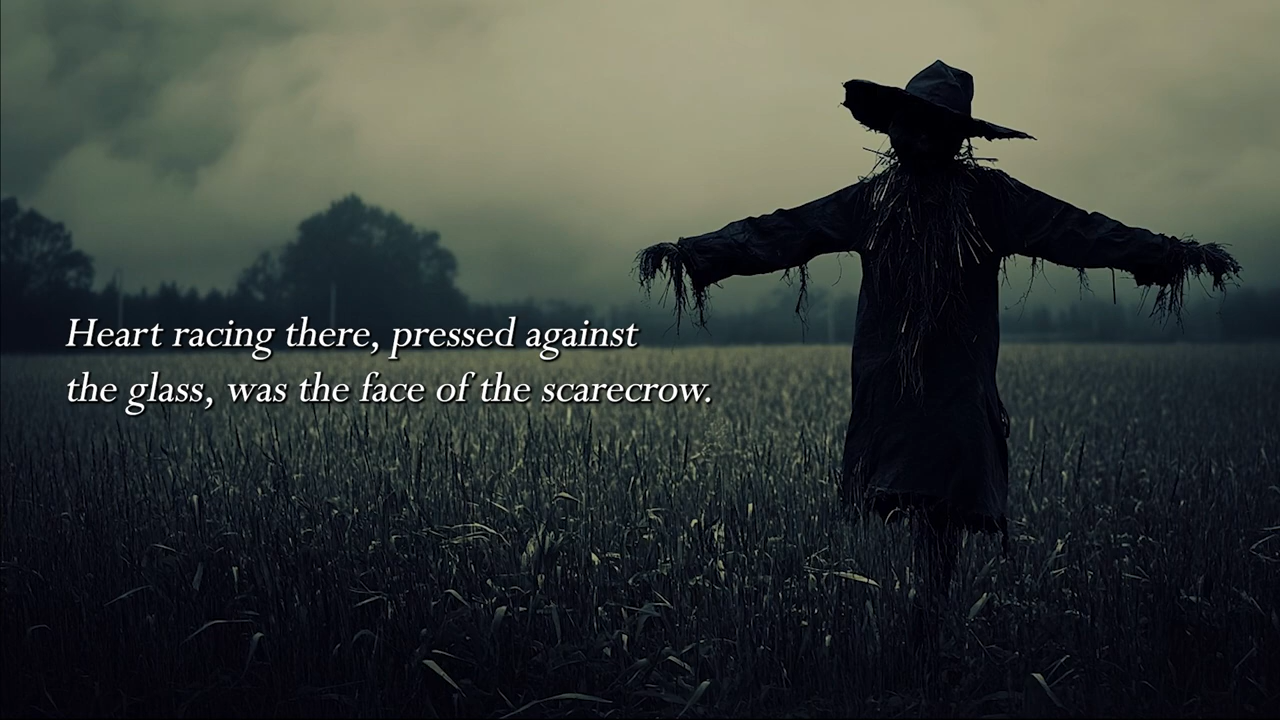 Heart racing there, pressed against
the glass, was the face of the scarecrow.